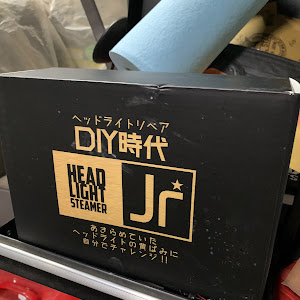 ヘッドライトリペア
DIY時代
HEAD
LIGHT
STEAMER
Jr
あきらめていた
ヘッドライトの黄ばみに
自分でチャレンジ!!